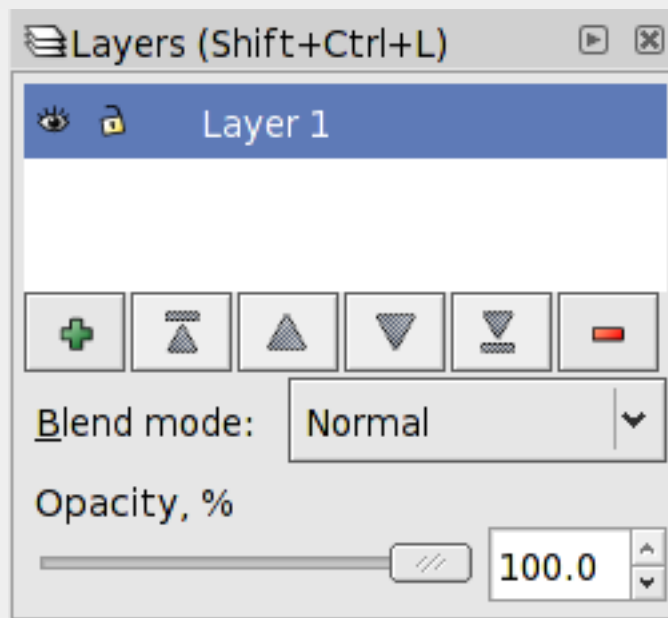 Layers (Shift+Ctrl+L)
Layer 1
Blend mode: Normal
Opacity, %
100.0